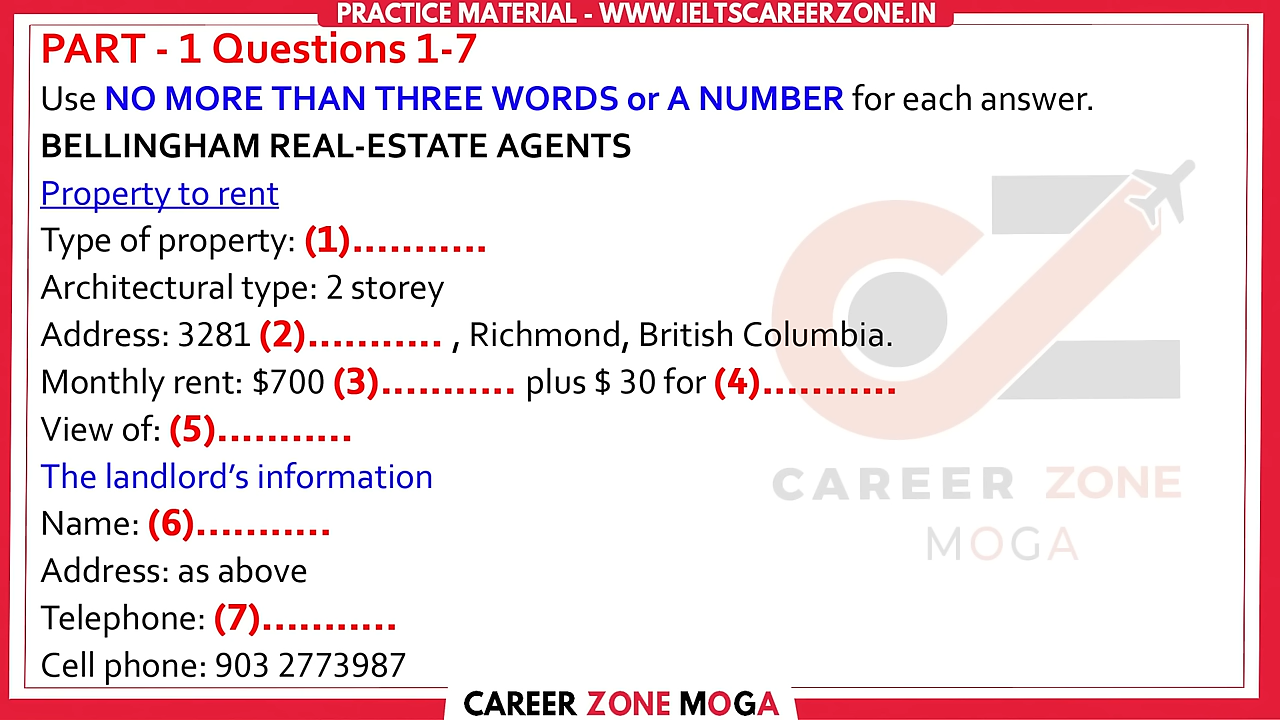 PRACTICE MATERIAL - WWW.IELTSCAREERZONE.IN
PART - 1 Questions 1-7
Use NO MORE THAN THREE WORDS or A NUMBER for each answer.
BELLINGHAM REAL-ESTATE AGENTS
Property to rent
Type of property: (1)...........
Architectural type: 2 storey
Address: 3281 (2)........... , Richmond, British Columbia.
Monthly rent: $700 (3)........... plus $ 30 for (4)...........
View of: (5)...........
The landlord’s information
Name: (6)...........
Address: as above
Telephone: (7)...........
Cell phone: 903 2773987
CAREER ZONE
MOGA
CAREER ZONE MOGA